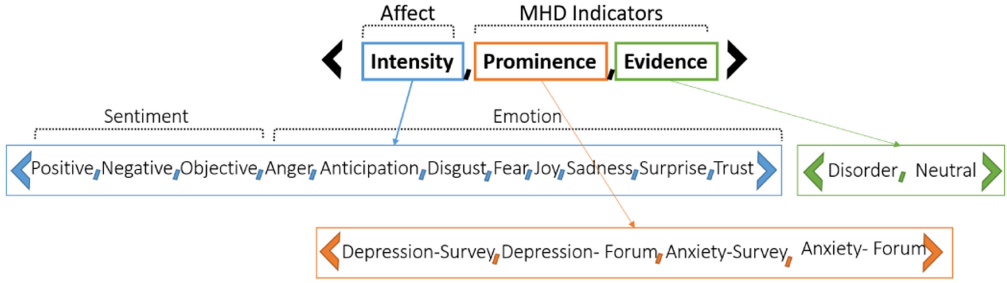 Affect MHD Indicators
Intensity, Prominence, Evidence
Sentiment Emotion
Positive, Negative, Objective, Anger, Anticipation, Disgust, Fear, Joy, Sadness, Surprise, Trust
Disorder, Neutral
Depression-Survey, Depression- Forum, Anxiety-Survey, Anxiety- Forum